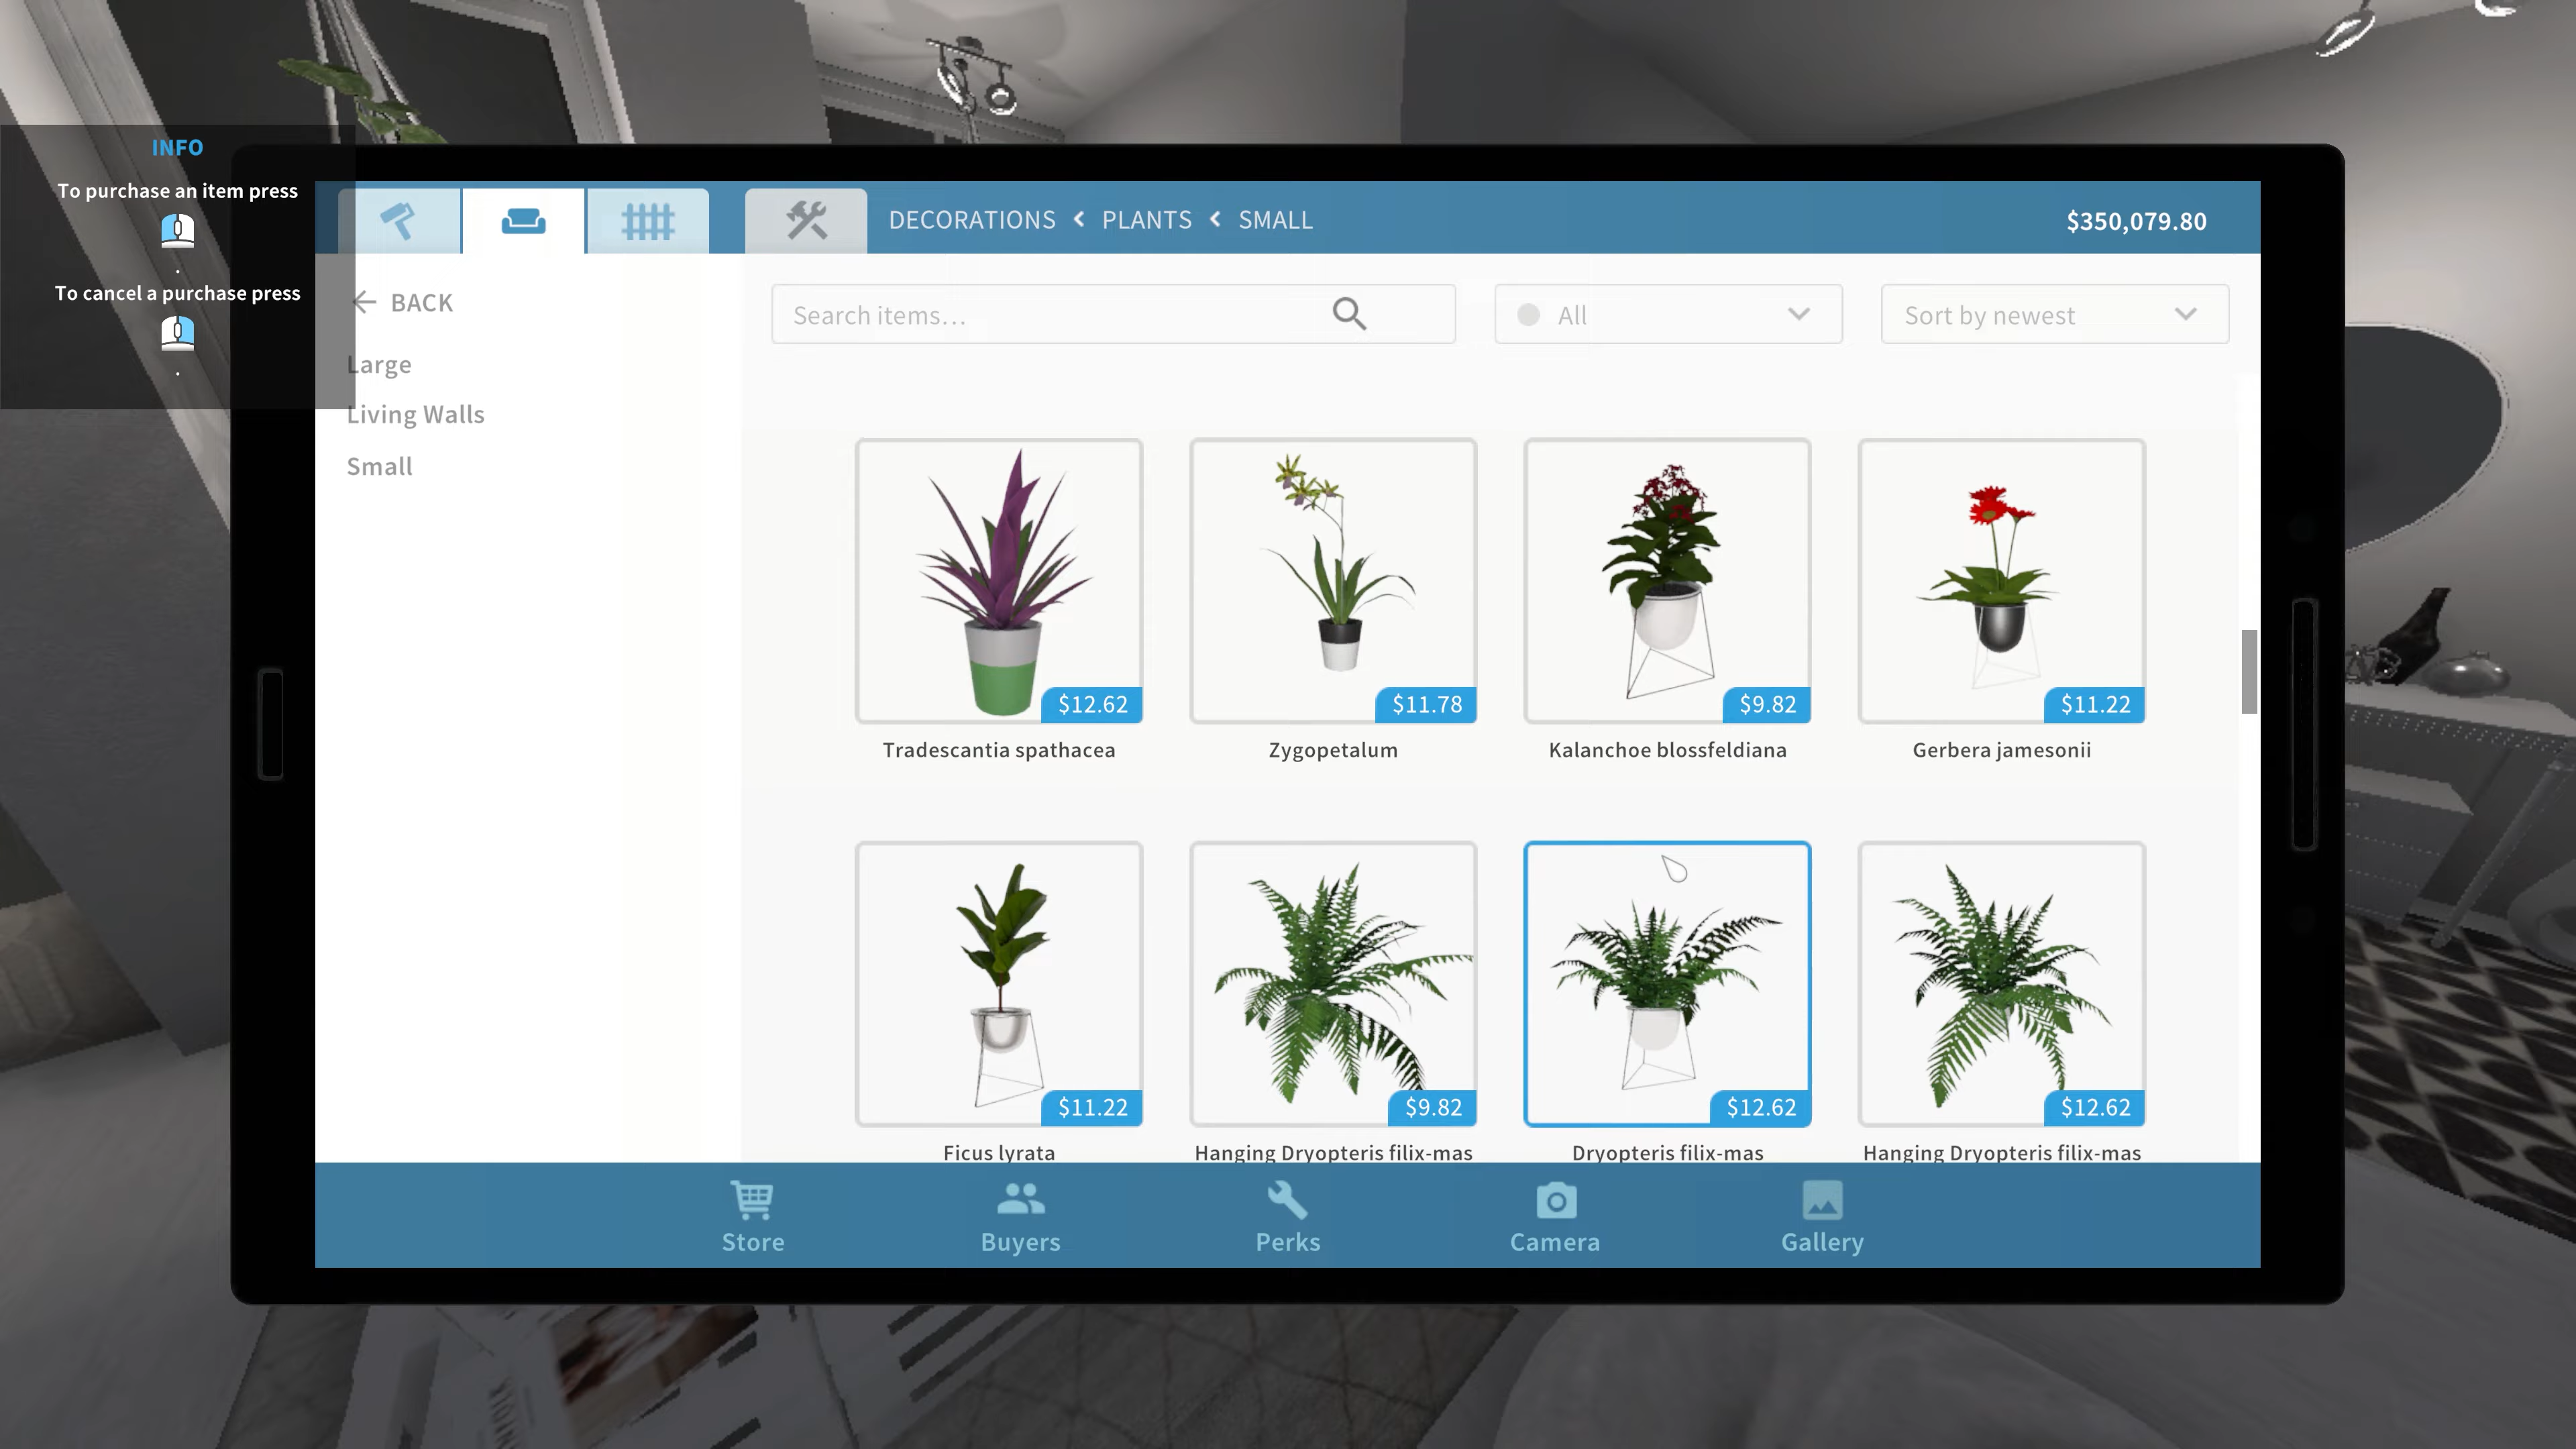 INFO
To purchase an item press
.
To cancel a purchase press
.
DECORATIONS < PLANTS < SMALL
$350,079.80
BACK
Large
Living Walls
Small
Search items...
All
Sort by newest
$12.62
$11.78
$9.82
$11.22
Tradescantia spathacea
Zygopetalum
Kalanchoe blossfeldiana
Gerbera jamesonii
$11.22
$9.82
$12.62
$12.62
Ficus lyrata
Hanging Dryopteris filix-mas
Dryopteris filix-mas
Hanging Dryopteris filix-mas
Store
Buyers
Perks
Camera
Gallery